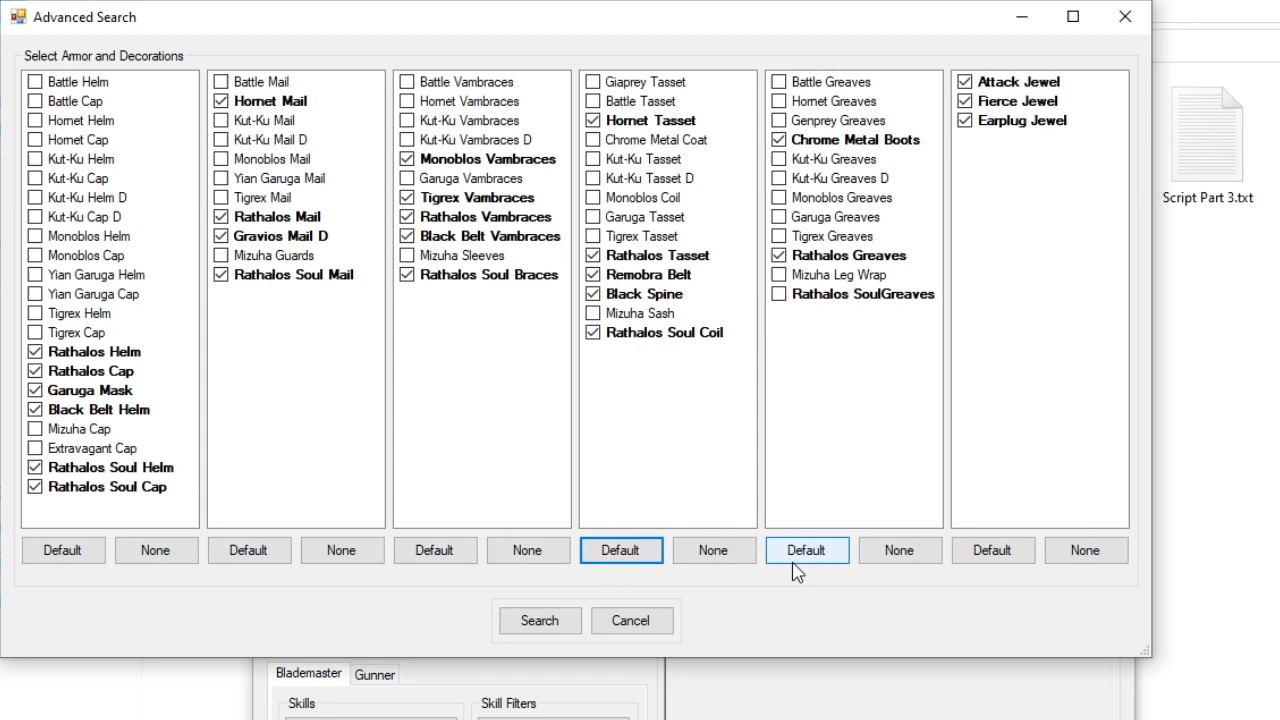 Advanced Search
Select Armor and Decorations
Battle Helm
Battle Cap
Hornet Helm
Hornet Cap
Kut-Ku Helm
Kut-Ku Cap
Kut-Ku Helm D
Kut-Ku Cap D
Monoblos Helm
Monoblos Cap
Yian Garuga Helm
Yian Garuga Cap
Tigrex Helm
Tigrex Cap
Rathalos Helm
Rathalos Cap
Garuga Mask
Black Belt Helm
Mizuha Cap
Extravagant Cap
Rathalos Soul Helm
Rathalos Soul Cap
Battle Mail
Hornet Mail
Kut-Ku Mail
Kut-Ku Mail D
Monoblos Mail
Yian Garuga Mail
Tigrex Mail
Rathalos Mail
Gravios Mail D
Mizuha Guards
Rathalos Soul Mail
Battle Vambraces
Hornet Vambraces
Kut-Ku Vambraces
Kut-Ku Vambraces D
Monoblos Vambraces
Garuga Vambraces
Tigrex Vambraces
Rathalos Vambraces
Black Belt Vambraces
Mizuha Sleeves
Rathalos Soul Braces
Giaprey Tasset
Battle Tasset
Hornet Tasset
Chrome Metal Coat
Kut-Ku Tasset
Kut-Ku Tasset D
Monoblos Coil
Garuga Tasset
Tigrex Tasset
Rathalos Tasset
Remobra Belt
Black Spine
Mizuha Sash
Rathalos Soul Coil
Battle Greaves
Hornet Greaves
Genprey Greaves
Chrome Metal Boots
Kut-Ku Greaves
Kut-Ku Greaves D
Monoblos Greaves
Garuga Greaves
Tigrex Greaves
Rathalos Greaves
Mizuha Leg Wrap
Rathalos SoulGreaves
Attack Jewel
Fierce Jewel
Earplug Jewel
Default None Default None Default None Default None Default None Default None
Search Cancel
Script Part 3.txt
Blademaster Gunner
Skills Skill Filters